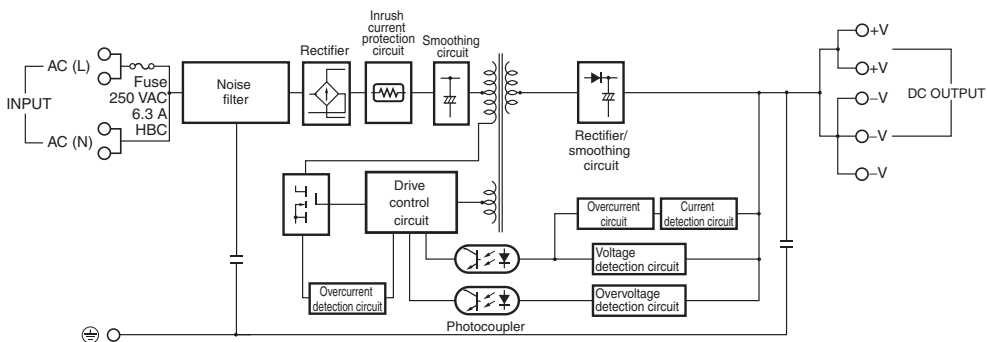 INPUT
AC (L)
AC (N)
Fuse
250 VAC
6.3 A
HBC
Noise
filter
Rectifier
Inrush
current
protection
circuit
Smoothing
circuit
Rectifier/
smoothing
circuit
+V
+V
−V
−V
−V
DC OUTPUT
Drive
control
circuit
Overcurrent
circuit
Current
detection circuit
Voltage
detection circuit
Overcurrent
detection circuit
Overvoltage
detection circuit
Photocoupler